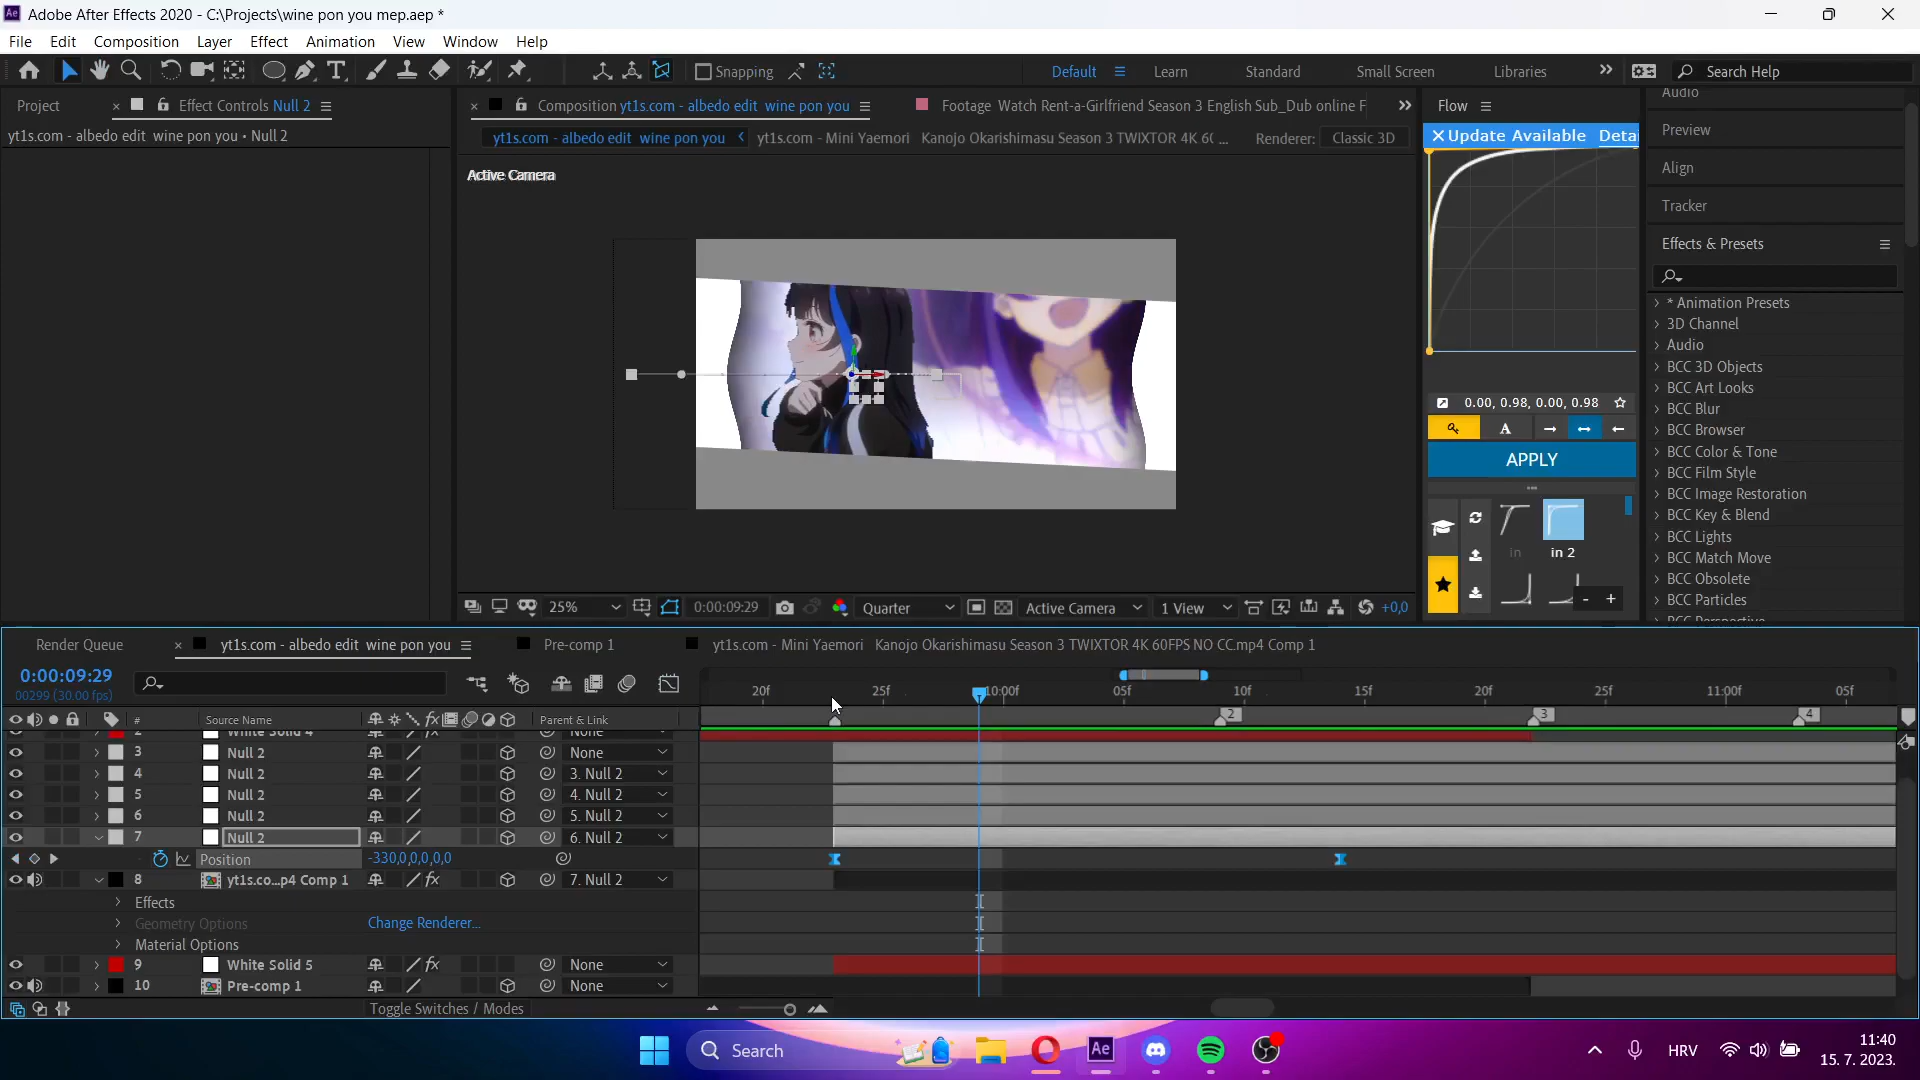 Adobe After Effects 2020 - C:\Projects\wine pon you mep.aep *
File Edit Composition Layer Effect Animation View Window Help
Snapping Default Learn Standard Small Screen Libraries Search Help
Project Effect Controls Null 2
yt1s.com - albedo edit wine pon you • Null 2
Composition yt1s.com - albedo edit wine pon you Footage Watch Rent-a-Girlfriend Season 3 English Sub_Dub online F
yt1s.com - albedo edit wine pon you yt1s.com - Mini Yaemori Kanojo Okarishimasu Season 3 TWIXTOR 4K 6( ... Renderer: Classic 3D
Active Camera
25% 0:00:09:29 Quarter Active Camera 1 View +0,0
Flow
Update Available Detai
0.00, 0.98, 0.00, 0.98
A
APPLY
in in 2
- +
Audio
Preview
Align
Tracker
Effects & Presets
* Animation Presets
3D Channel
Audio
BCC 3D Objects
BCC Art Looks
BCC Blur
BCC Browser
BCC Color & Tone
BCC Film Style
BCC Image Restoration
BCC Key & Blend
BCC Lights
BCC Match Move
BCC Obsolete
BCC Particles
BCC Perspective
Render Queue yt1s.com - albedo edit wine pon you Pre-comp 1 yt1s.com - Mini Yaemori Kanojo Okarishimasu Season 3 TWIXTOR 4K 60FPS NO CC.mp4 Comp 1
0:00:09:29
00299 (30.00 fps)
20f 25f 10:00f 05f 10f 15f 20f 25f 11:00f 05f
2 3 4
# Source Name Parent & Link
2 White Solid 4 None
3 Null 2 None
4 Null 2 3. Null 2
5 Null 2 4. Null 2
6 Null 2 5. Null 2
7 Null 2 6. Null 2
Position -330,0,0,0,0,0
8 yt1s.co...p4 Comp 1 7. Null 2
Effects
Geometry Options Change Renderer...
Material Options
9 White Solid 5 None
10 Pre-comp 1 None
Toggle Switches / Modes
Search
Ae
HRV
11:40
15. 7. 2023.